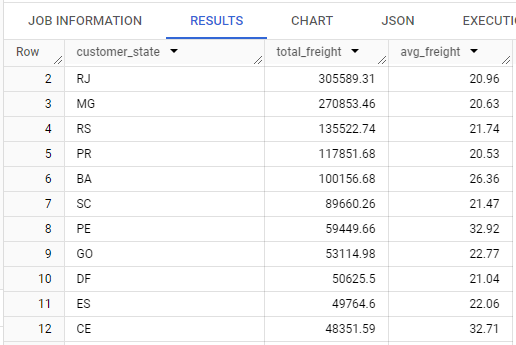 JOB INFORMATION RESULTS CHART JSON EXECUTI
Row customer_state total_freight avg_freight
2 RJ 305589.31 20.96
3 MG 270853.46 20.63
4 RS 135522.74 21.74
5 PR 117851.68 20.53
6 BA 100156.68 26.36
7 SC 89660.26 21.47
8 PE 59449.66 32.92
9 GO 53114.98 22.77
10 DF 50625.5 21.04
11 ES 49764.6 22.06
12 CE 48351.59 32.71